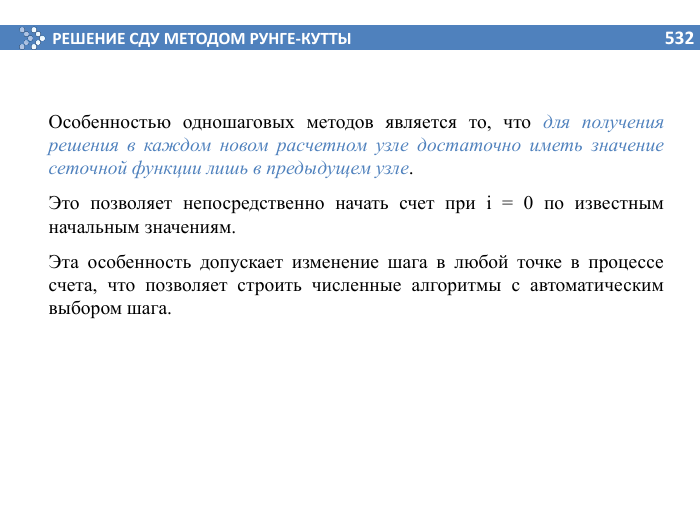 РЕШЕНИЕ СДУ МЕТОДОМ РУНГЕ-КУТТЫ 532
Особенностью одношаговых методов является то, что для получения
решения в каждом новом расчетном узле достаточно иметь значение
сеточной функции лишь в предыдущем узле.
Это позволяет непосредственно начать счет при i = 0 по известным
начальным значениям.
Эта особенность допускает изменение шага в любой точке в процессе
счета, что позволяет строить численные алгоритмы с автоматическим
выбором шага.